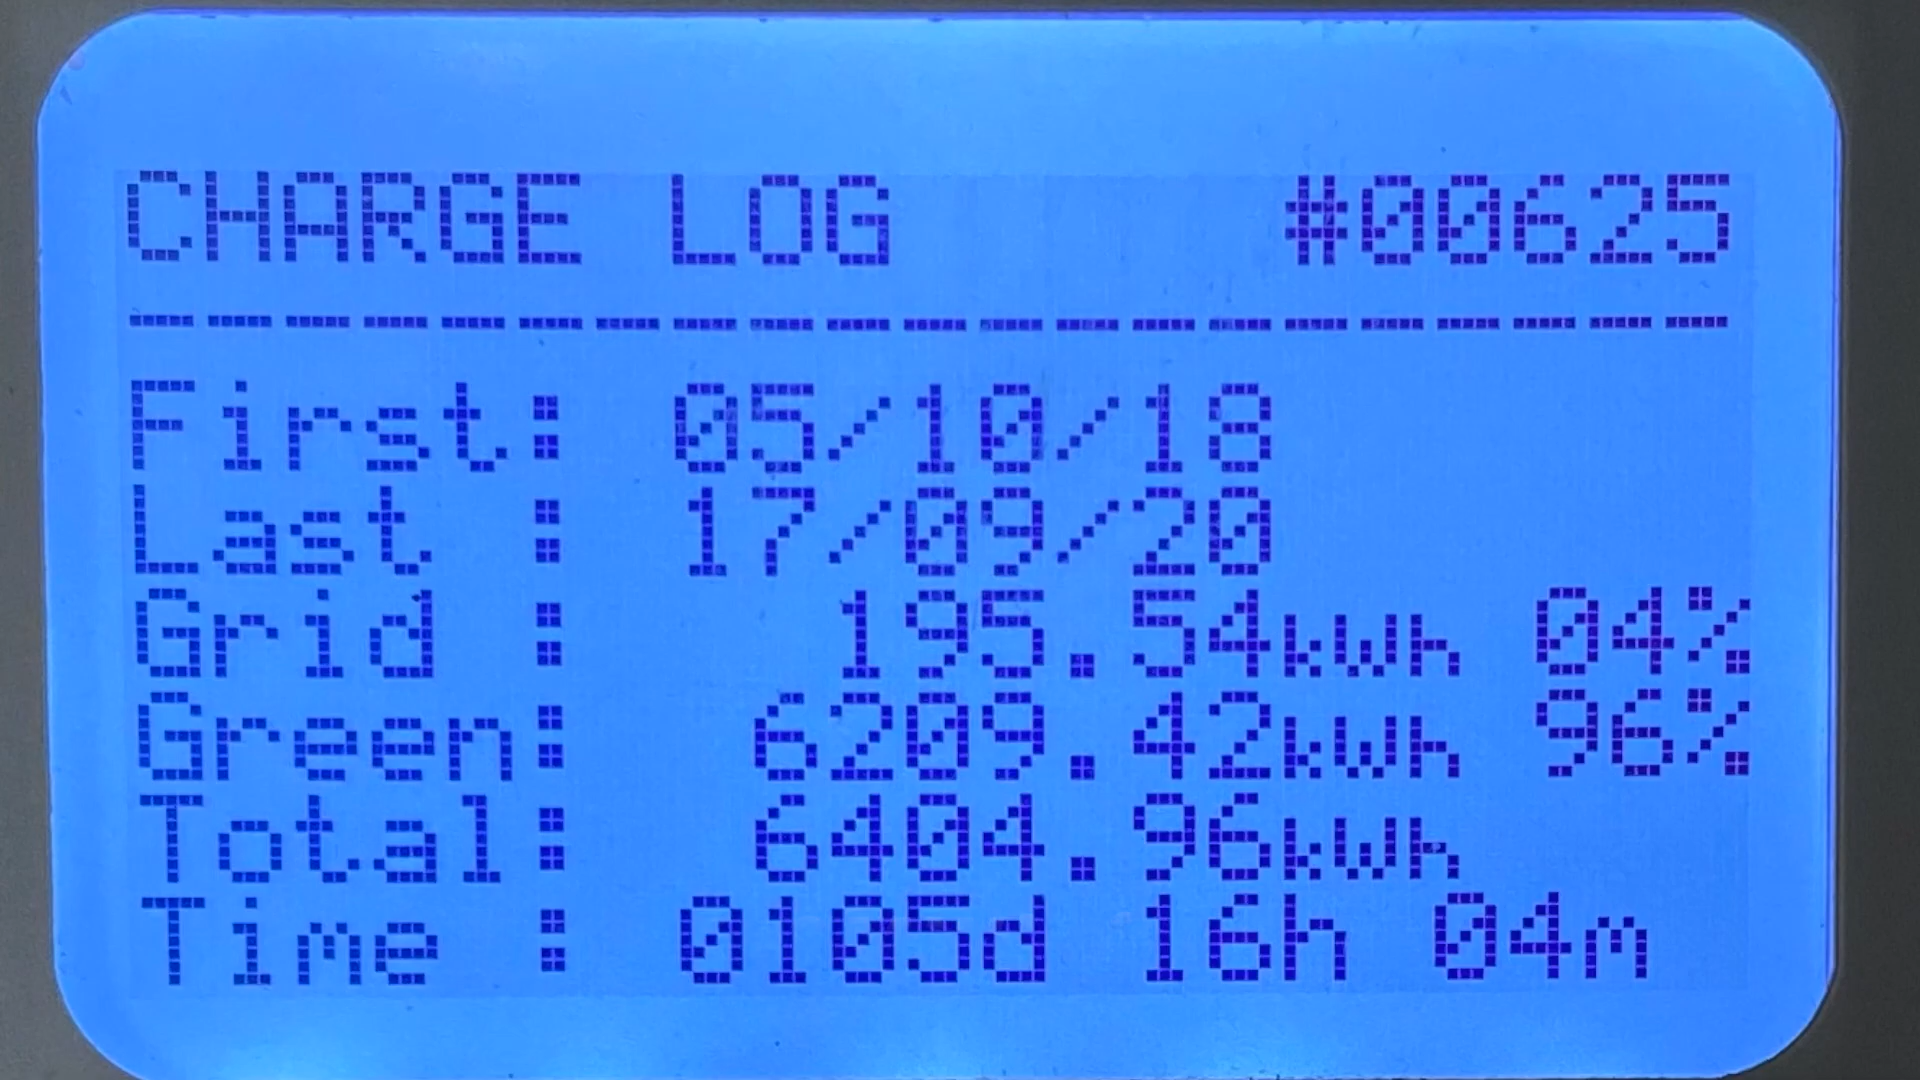 CHARGE LOG #00625
---------------------
First: 05/10/18
Last : 17/09/20
Grid : 195.54kWh 04%
Green: 6209.42kWh 96%
Total: 6404.96kWh
Time : 0105d 16h 04m